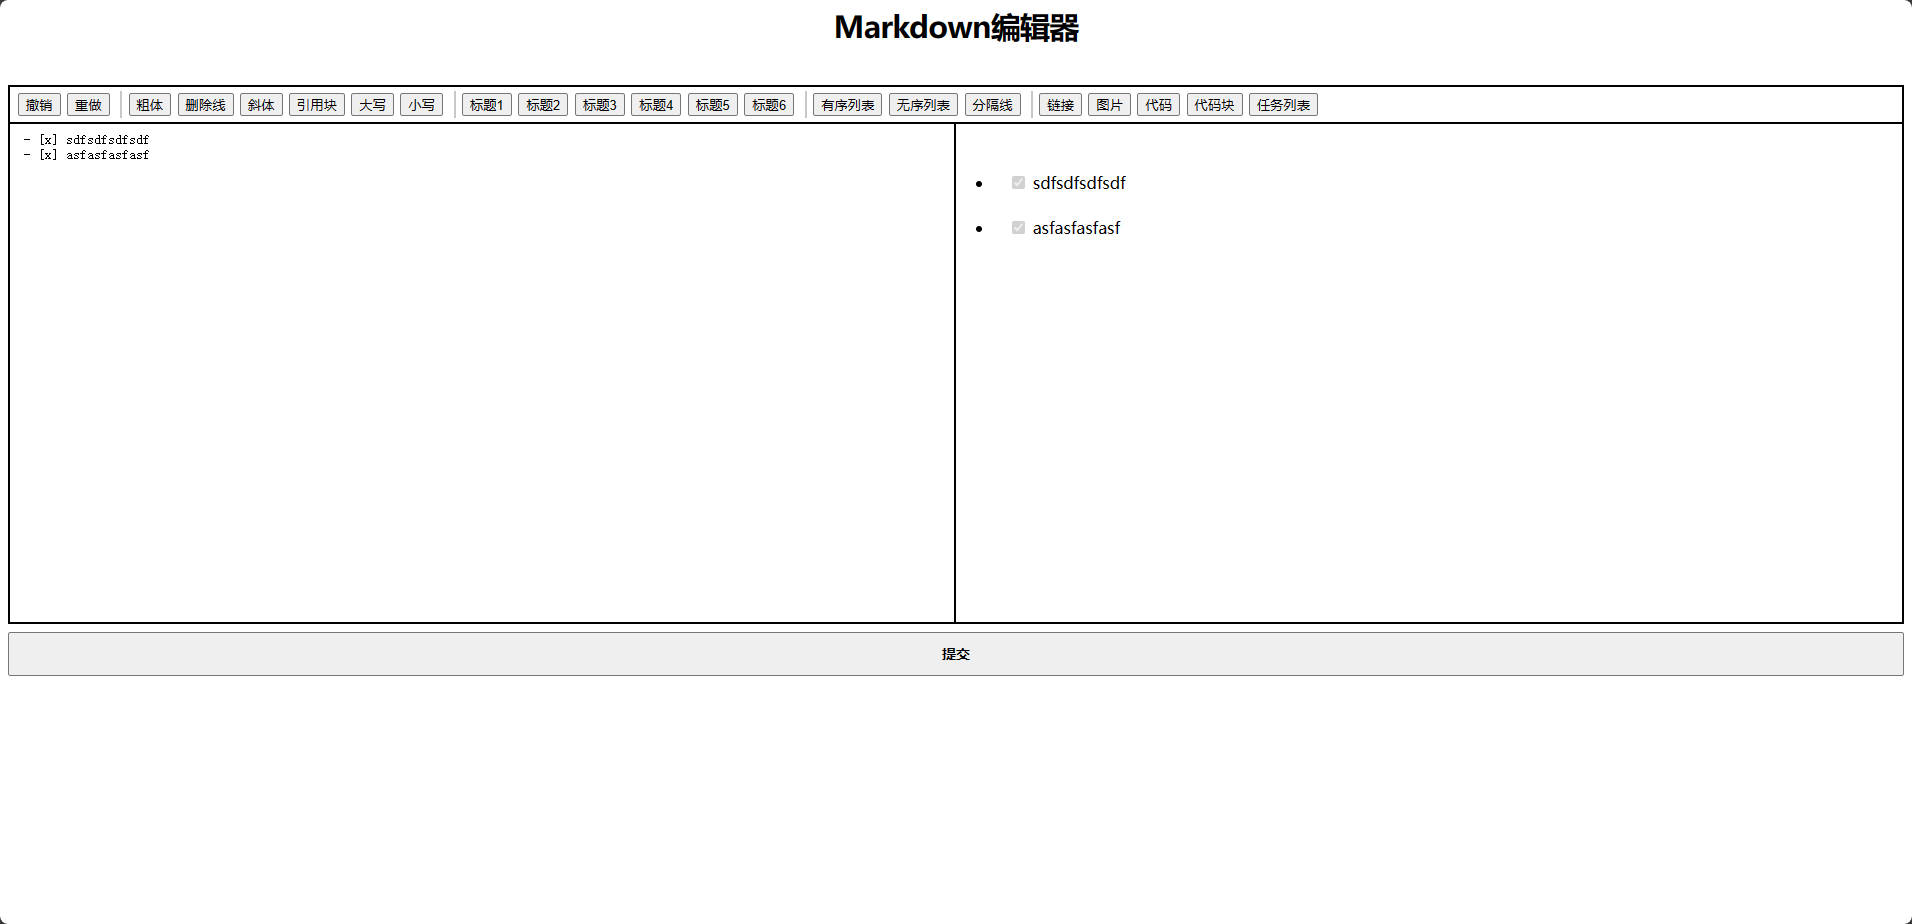 Markdown编辑器
撤销 重做 粗体 删除线 斜体 引用块 大写 小写 标题1 标题2 标题3 标题4 标题5 标题6 有序列表 无序列表 分隔线 链接 图片 代码 代码块 任务列表
- [x] sdfsdfsdfsdf
- [x] asfasfasfasf
sdfsdfsdfsdf
asfasfasfasf
提交